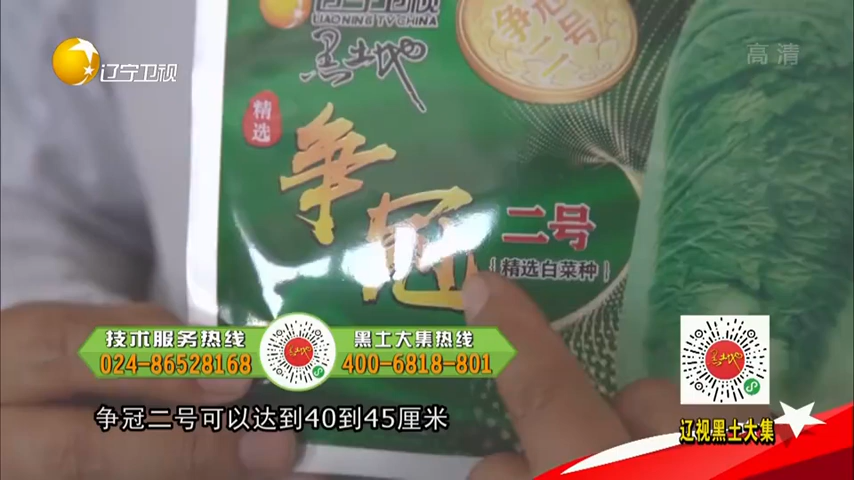 辽宁卫视
高清
LIAONING TV CHINA
黑土地
争冠二号
精选
争冠
二号
精选白菜种
技术服务热线
024-86528168
黑土大集热线
400-6818-801
黑土地
黑土地
争冠二号可以达到40到45厘米
辽视黑土大集